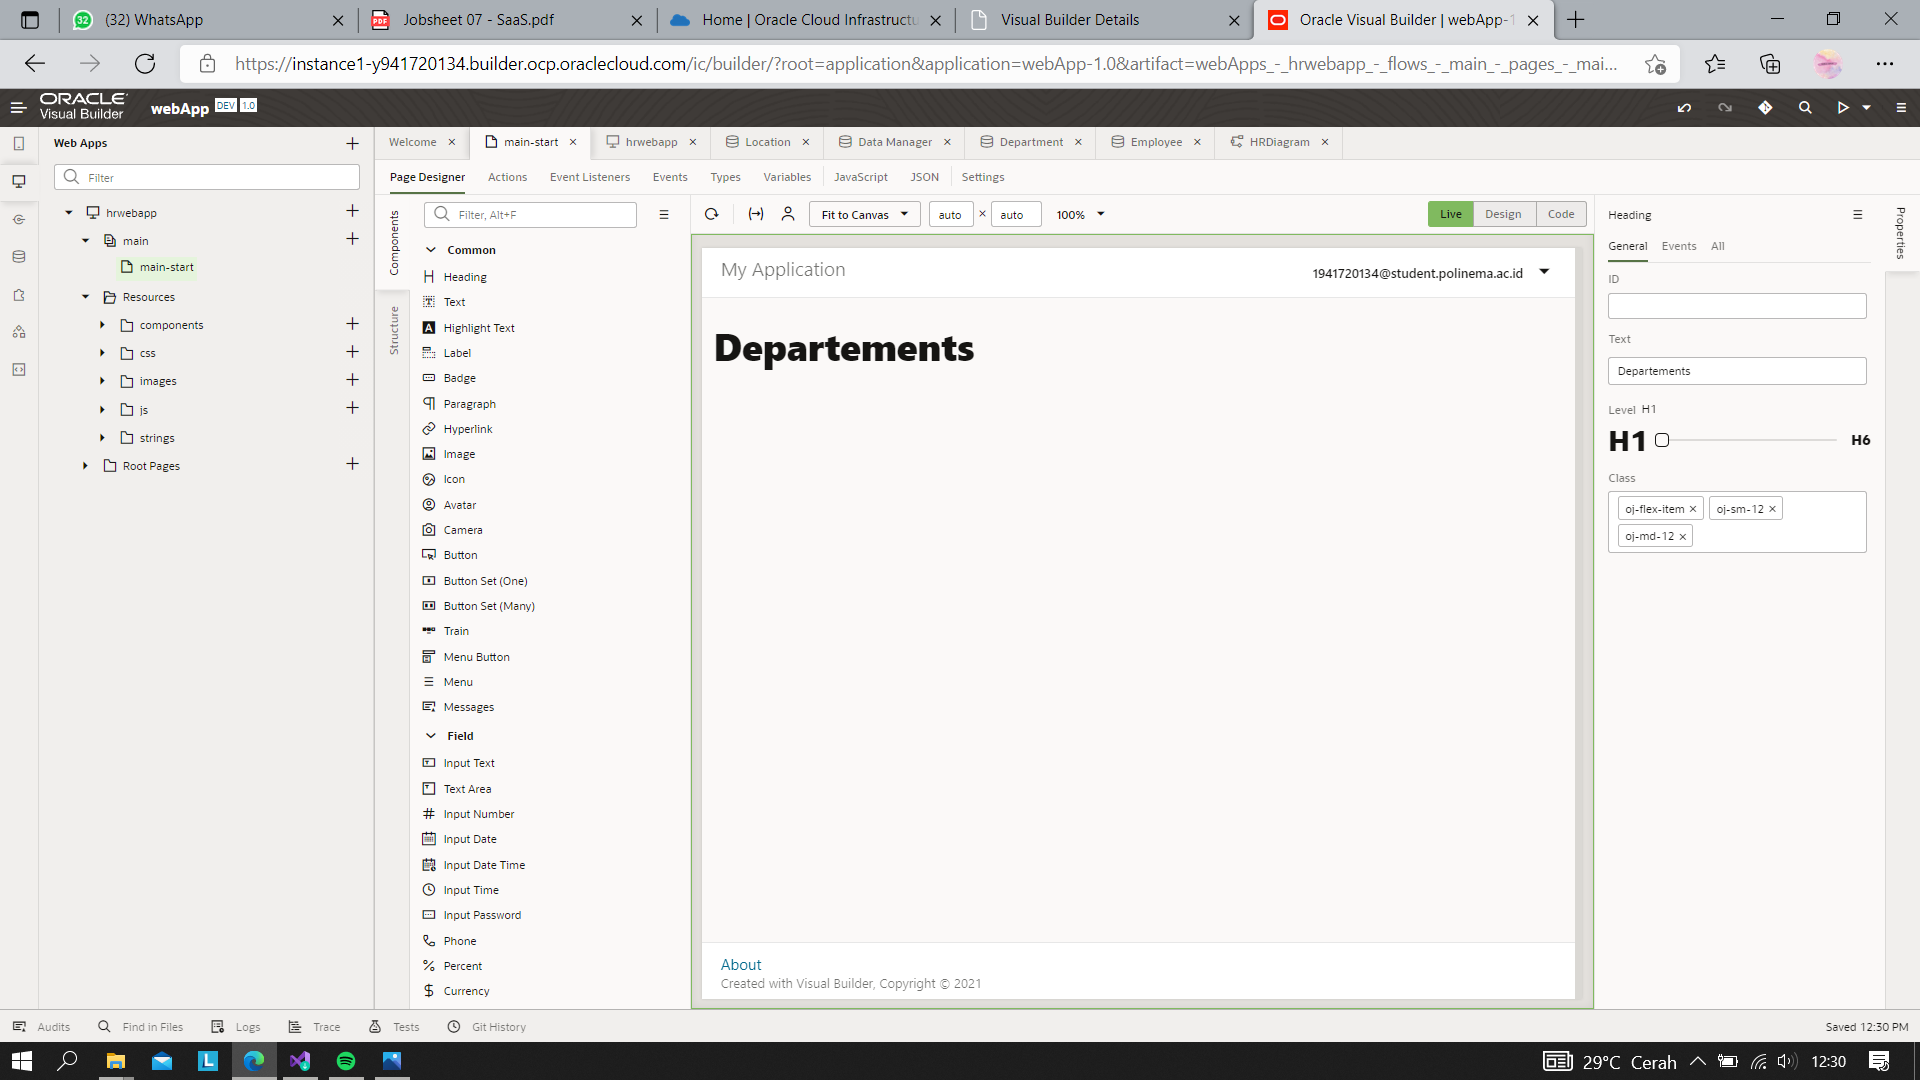 (32) WhatsApp
Jobsheet 07 - SaaS.pdf
Home | Oracle Cloud Infrastructu
Visual Builder Details
Oracle Visual Builder | webApp-1
https://instance1-y941720134.builder.ocp.oraclecloud.com/ic/builder/?root=application&application=webApp-1.0&artifact=webApps_-_hrwebapp_-_flows_-_main_-_pages_-_mai...
ORACLE
Visual Builder
webApp DEV 1.0
Web Apps
Filter
hrwebapp
main
main-start
Resources
components
css
images
js
strings
Root Pages
Welcome
main-start
hrwebapp
Location
Data Manager
Department
Employee
HRDiagram
Page Designer
Actions
Event Listeners
Events
Types
Variables
JavaScript
JSON
Settings
Components
Structure
Filter, Alt+F
Common
Heading
Text
Highlight Text
Label
Badge
Paragraph
Hyperlink
Image
Icon
Avatar
Camera
Button
Button Set (One)
Button Set (Many)
Train
Menu Button
Menu
Messages
Field
Input Text
Text Area
Input Number
Input Date
Input Date Time
Input Time
Input Password
Phone
Percent
Currency
Fit to Canvas
auto × auto
100%
Live
Design
Code
My Application
1941720134@student.polinema.ac.id
Departements
About
Created with Visual Builder, Copyright © 2021
Heading
General
Events
All
ID
Text
Departements
Level H1
H1
H6
Class
oj-flex-item ×
oj-sm-12 ×
oj-md-12 ×
Properties
Audits
Find in Files
Logs
Trace
Tests
Git History
Saved 12:30 PM
29°C Cerah
12:30